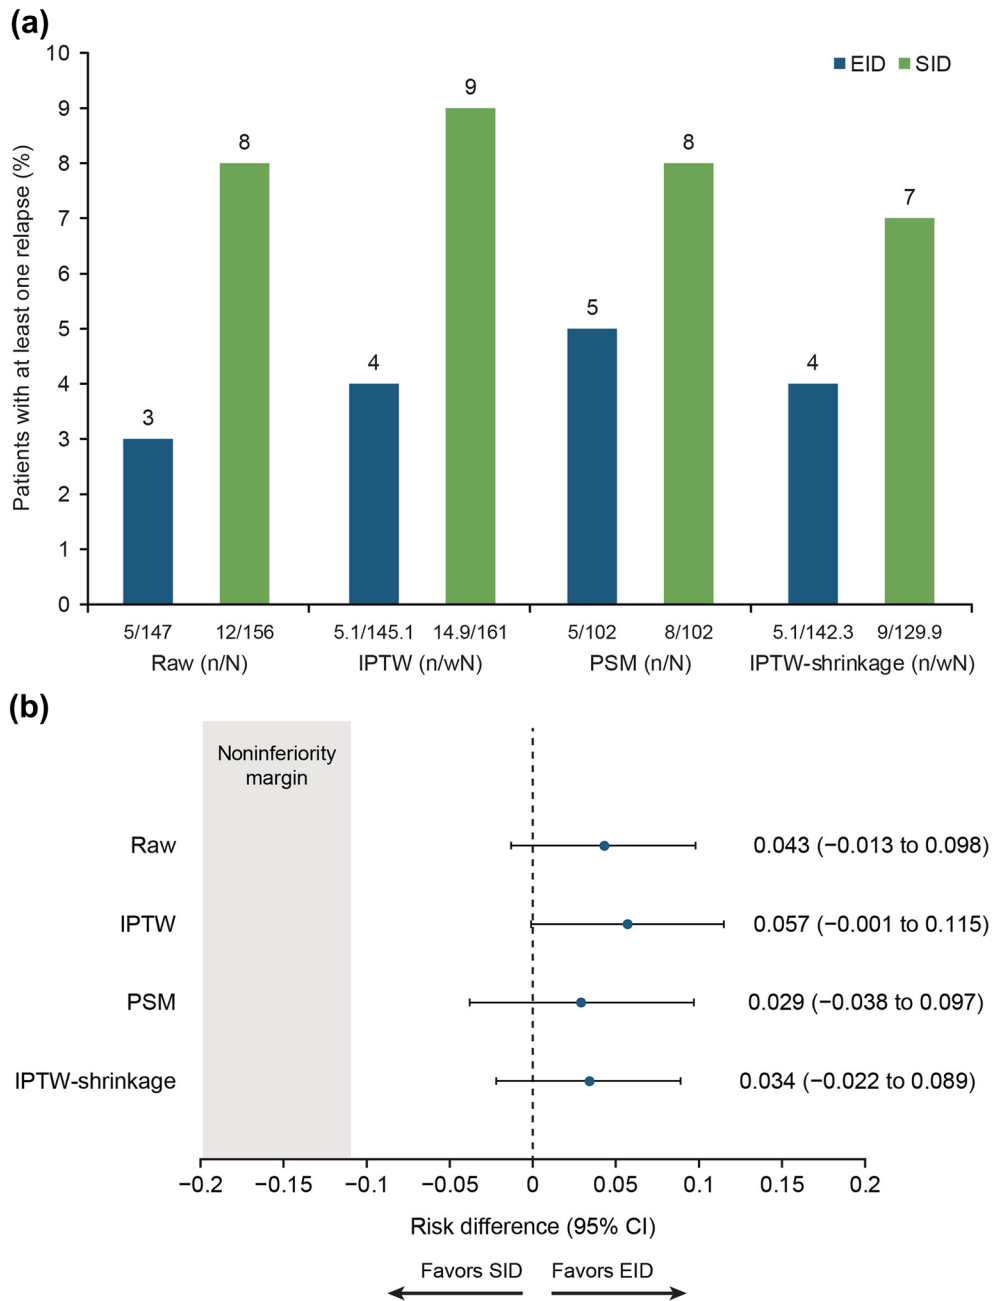 (a)
EID SID
Patients with at least one relapse (%)
10
9
8
7
6
5
4
3
2
1
0
3
8
4
9
5
8
4
7
5/147 12/156 5.1/145.1 14.9/161 5/102 8/102 5.1/142.3 9/129.9
Raw (n/N) IPTW (n/wN) PSM (n/N) IPTW-shrinkage (n/wN)
(b)
Noninferiority
margin
Raw 0.043 (−0.013 to 0.098)
IPTW 0.057 (−0.001 to 0.115)
PSM 0.029 (−0.038 to 0.097)
IPTW-shrinkage 0.034 (−0.022 to 0.089)
−0.2 −0.15 −0.1 −0.05 0 0.05 0.1 0.15 0.2
Risk difference (95% CI)
Favors SID Favors EID